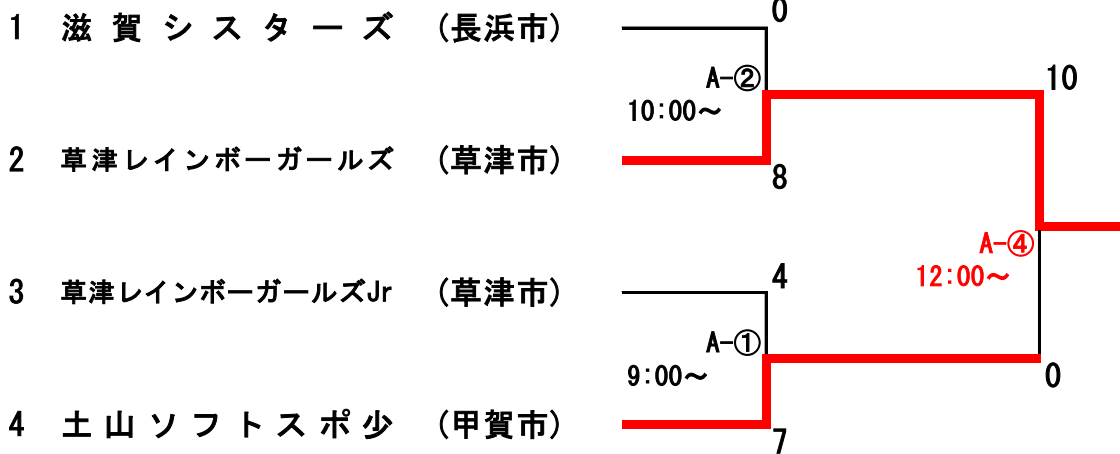 0
1 滋賀シスターズ (長浜市)
A-② 10
10:00~
2 草津レインボーガールズ (草津市)
8
A-④
12:00~
4
3 草津レインボーガールズJr (草津市)
A-①
9:00~ 0
4 土山ソフトスポ少 (甲賀市)
7